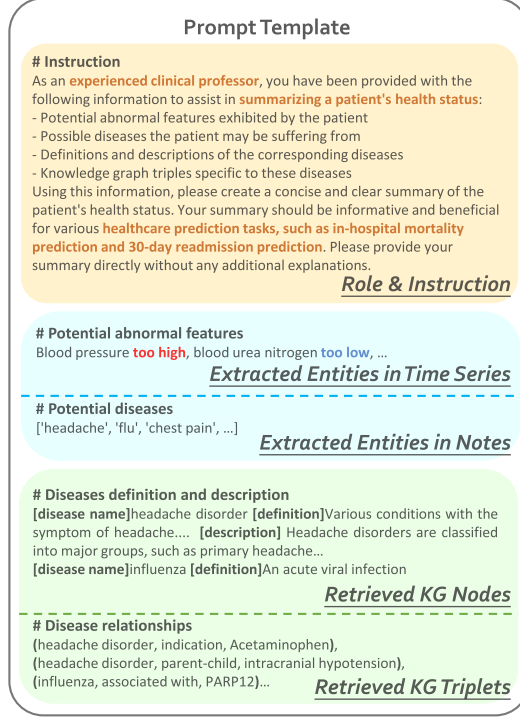 Prompt Template
# Instruction
As an experienced clinical professor, you have been provided with the
following information to assist in summarizing a patient's health status:
- Potential abnormal features exhibited by the patient
- Possible diseases the patient may be suffering from
- Definitions and descriptions of the corresponding diseases
- Knowledge graph triples specific to these diseases
Using this information, please create a concise and clear summary of the
patient's health status. Your summary should be informative and beneficial
for various healthcare prediction tasks, such as in-hospital mortality
prediction and 30-day readmission prediction. Please provide your
summary directly without any additional explanations.
Role & Instruction
# Potential abnormal features
Blood pressure too high, blood urea nitrogen too low, ...
Extracted Entities in Time Series
# Potential diseases
['headache', 'flu', 'chest pain', ...]
Extracted Entities in Notes
# Diseases definition and description
[disease name]headache disorder [definition]Various conditions with the
symptom of headache.... [description] Headache disorders are classified
into major groups, such as primary headache...
[disease name]influenza [definition]An acute viral infection
Retrieved KG Nodes
# Disease relationships
(headache disorder, indication, Acetaminophen),
(headache disorder, parent-child, intracranial hypotension),
(influenza, associated with, PARP12)...
Retrieved KG Triplets